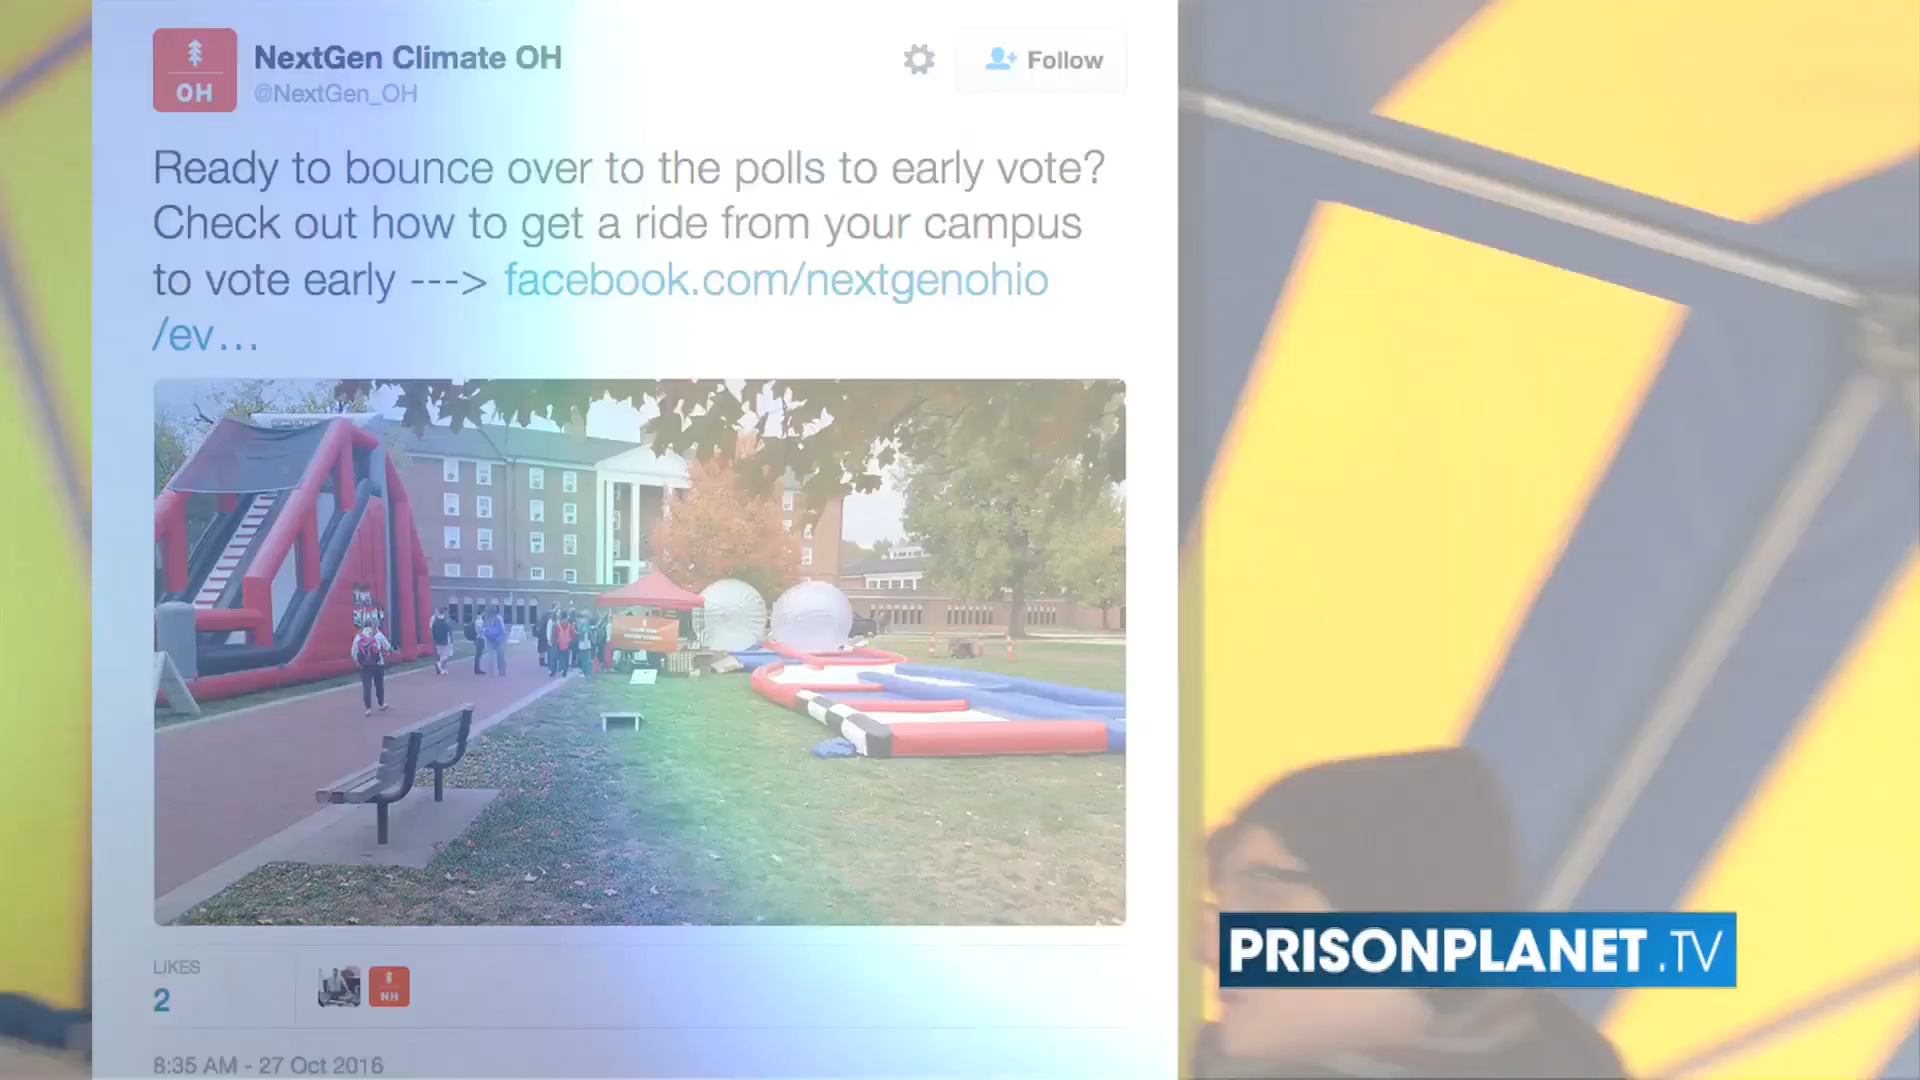 NextGen Climate OH
@NextGen_OH
OH
Follow
Ready to bounce over to the polls to early vote?
Check out how to get a ride from your campus
to vote early ---> facebook.com/nextgenohio
/ev…
LIKES
2
NH
8:35 AM - 27 Oct 2016
PRISONPLANET.TV